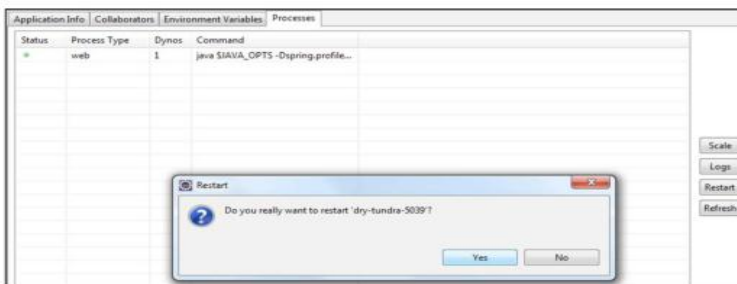 Application Info Collaborators Environment Variables Processes
Status Process Type Dynos Command
web 1 java $JAVA_OPTS -Dspring.profile...
Scale
Logs
Restart
Refresh
Restart
Do you really want to restart 'dry-tundra-5039'?
Yes No